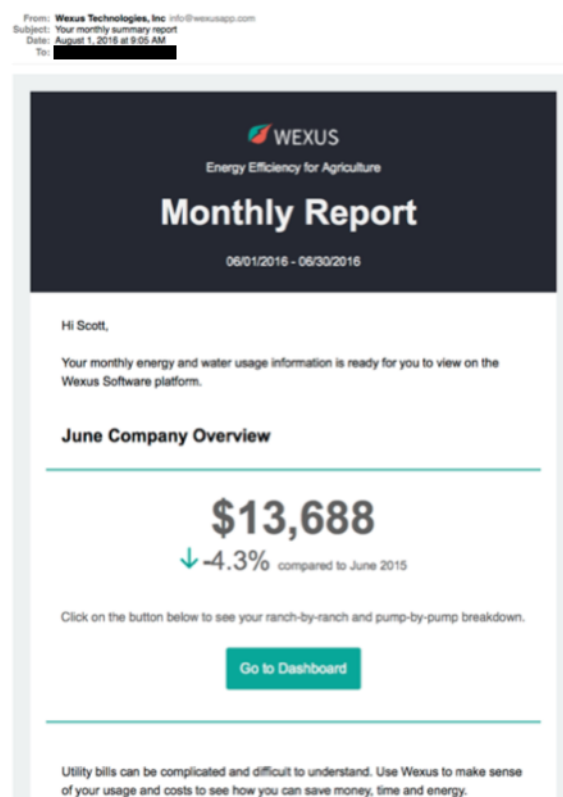 From: Wexus Technologies, Inc info@wexusapp.com
Subject: Your monthly summary report
Date: August 1, 2016 at 9:05 AM
To:
WEXUS
Energy Efficiency for Agriculture
Monthly Report
06/01/2016 - 06/30/2016
Hi Scott,
Your monthly energy and water usage information is ready for you to view on the
Wexus Software platform.
June Company Overview
$13,688
↓-4.3% compared to June 2015
Click on the button below to see your ranch-by-ranch and pump-by-pump breakdown.
Go to Dashboard
Utility bills can be complicated and difficult to understand. Use Wexus to make sense
of your usage and costs to see how you can save money, time and energy.